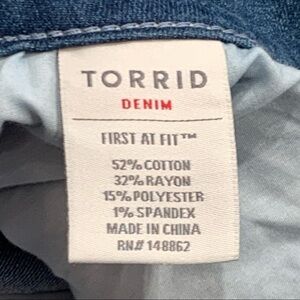 TORRID
DENIM
FIRST AT FIT™
52% COTTON
32% RAYON
15% POLYESTER
1% SPANDEX
MADE IN CHINA
RN# 148862